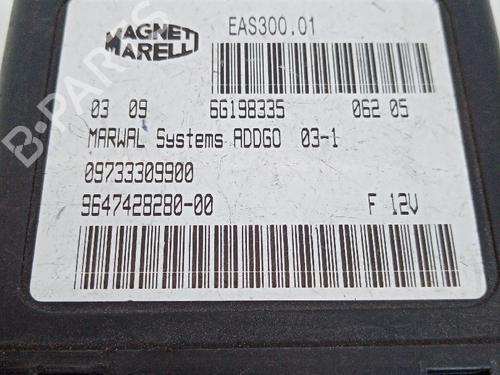 MAGNETI
MARELLI
EAS300.01
03 09 6G198335 062 05
MARWAL Systems ADDGO 03-1
09733309900
9647428280-00 F 12V
B-PARTS